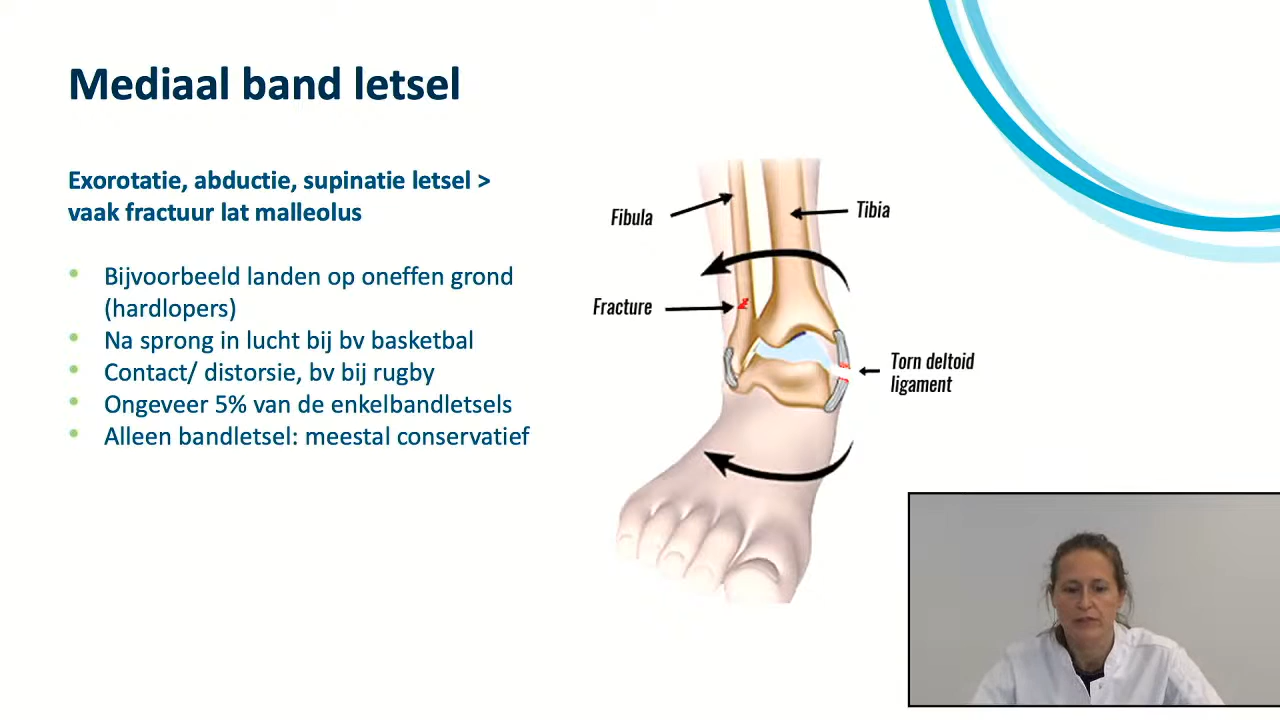 Mediaal band letsel
Exorotatie, abductie, supinatie letsel >
vaak fractuur lat malleolus
• Bijvoorbeeld landen op oneffen grond
(hardlopers)
• Na sprong in lucht bij bv basketbal
• Contact/ distorsie, bv bij rugby
• Ongeveer 5% van de enkelbandletsels
• Alleen bandletsel: meestal conservatief
Fibula
Tibia
Fracture
Torn deltoid
ligament